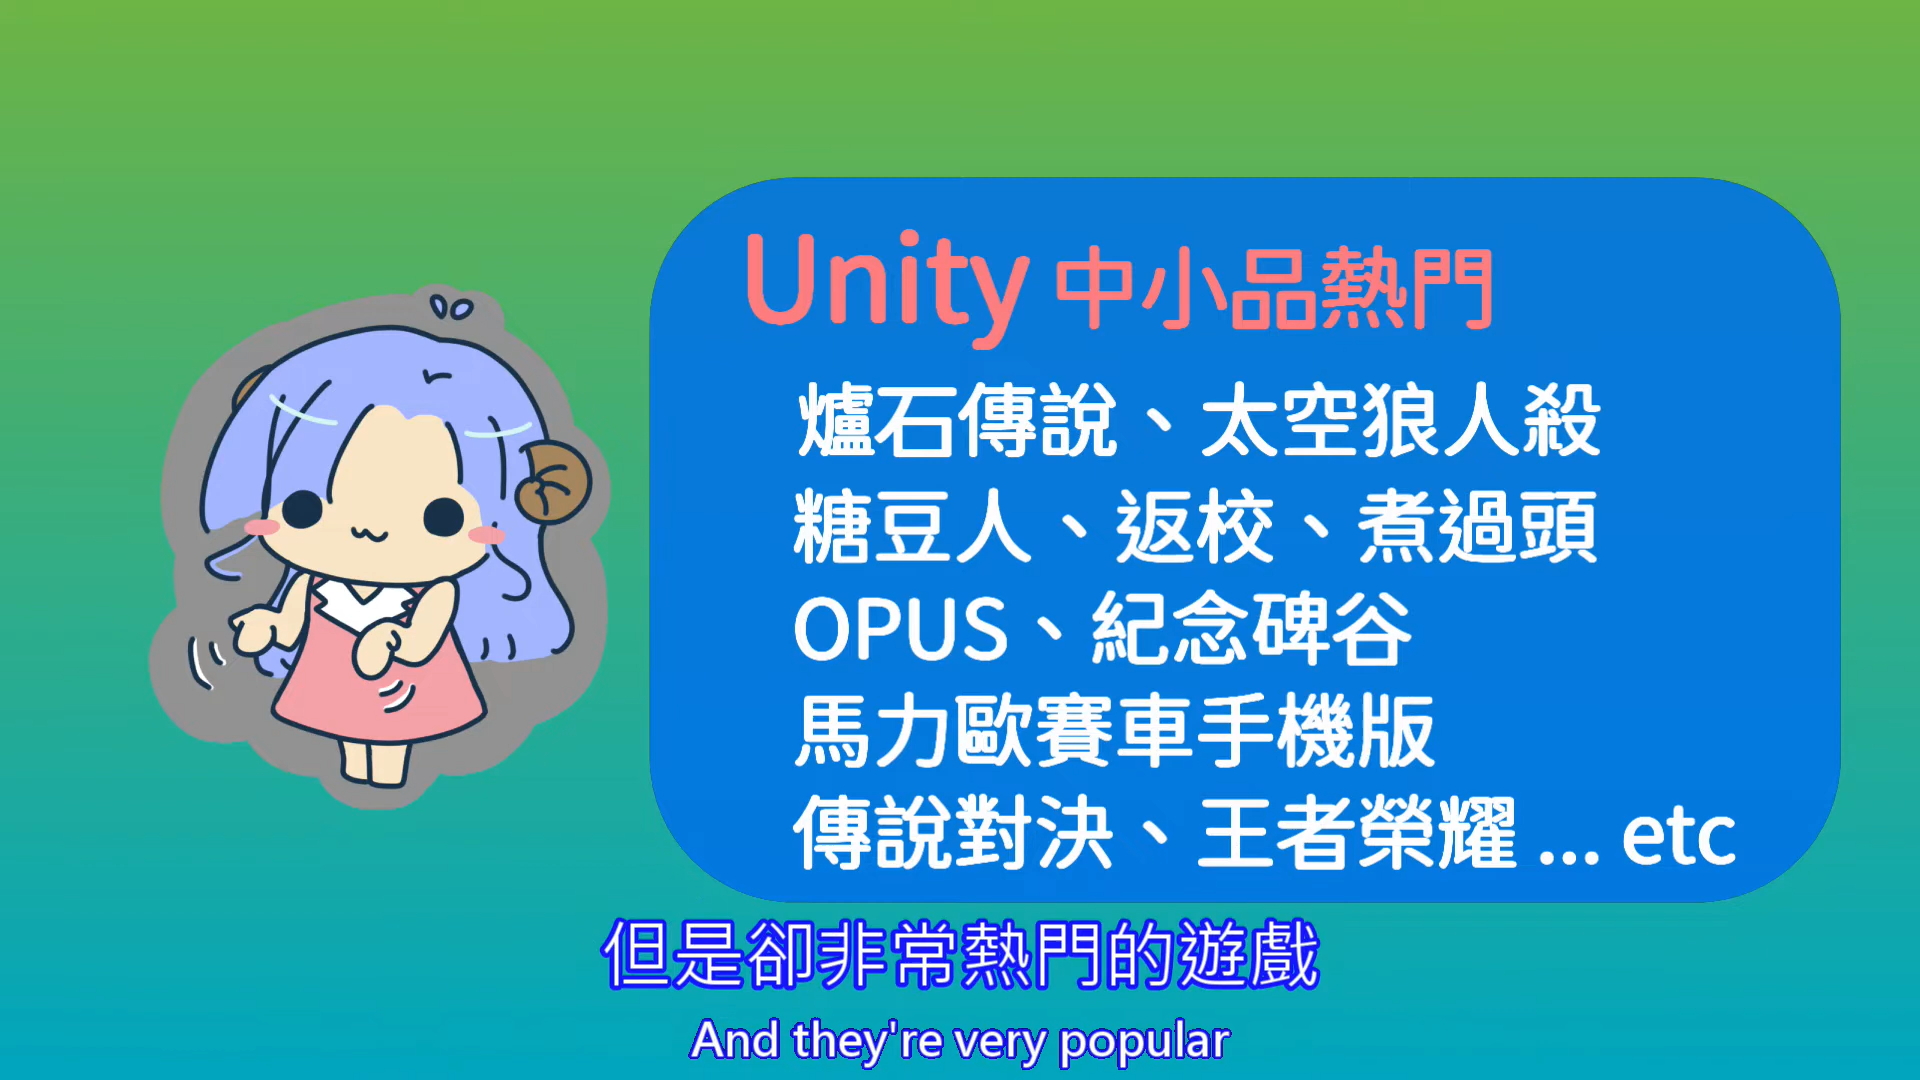 Unity 中小品熱門
爐石傳說、太空狼人殺
糖豆人、返校、煮過頭
OPUS、紀念碑谷
馬力歐賽車手機版
傳說對決、王者榮耀 ... etc
但是卻非常熱門的遊戲
And they're very popular